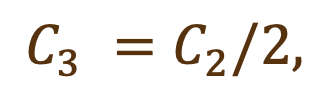 C₃ = C₂/2,